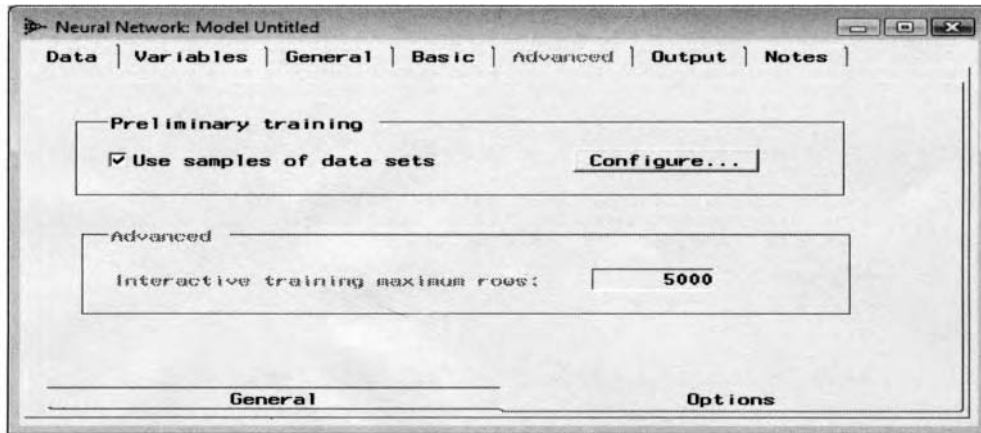 Neural Network: Model Untitled
Data Variables General Basic Advanced Output Notes
Preliminary training
Use samples of data sets Configure...
Advanced
Interactive training maximum rows: 5000
General Options